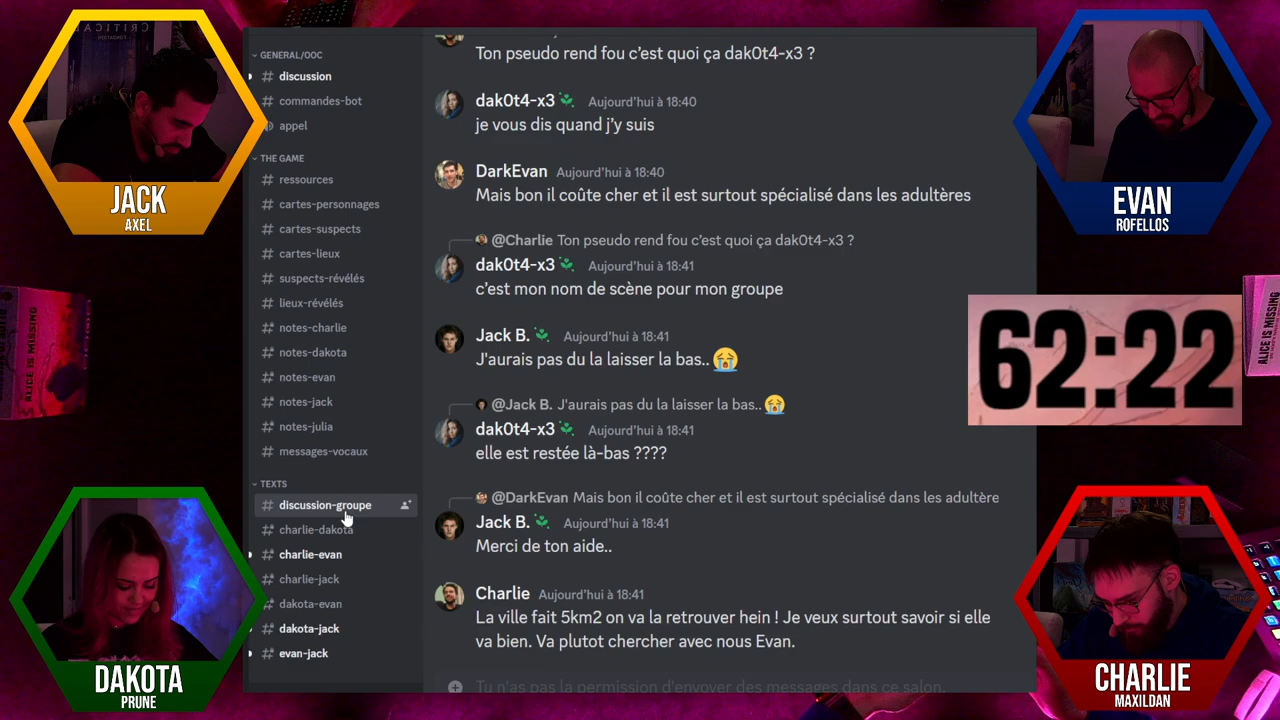 JACK
AXEL
DAKOTA
PRUNE
GENERAL/OOC
discussion
commandes-bot
appel
THE GAME
ressources
cartes-personnages
cartes-suspects
cartes-lieux
suspects-révélés
lieux-révélés
notes-charlie
notes-dakota
notes-evan
notes-jack
notes-julia
messages-vocaux
TEXTS
discussion-groupe
charlie-dakota
charlie-evan
charlie-jack
dakota-evan
dakota-jack
evan-jack
Ton pseudo rend fou c'est quoi ça dak0t4-x3 ?
dak0t4-x3 Aujourd'hui à 18:40
je vous dis quand j'y suis
DarkEvan Aujourd'hui à 18:40
Mais bon il coûte cher et il est surtout spécialisé dans les adultères
@Charlie Ton pseudo rend fou c'est quoi ça dak0t4-x3 ?
dak0t4-x3 Aujourd'hui à 18:41
c'est mon nom de scène pour mon groupe
Jack B. Aujourd'hui à 18:41
J'aurais pas du la laisser la bas.. 😭
@Jack B. J'aurais pas du la laisser la bas.. 😭
dak0t4-x3 Aujourd'hui à 18:41
elle est restée là-bas ????
@DarkEvan Mais bon il coûte cher et il est surtout spécialisé dans les adultère
Jack B. Aujourd'hui à 18:41
Merci de ton aide..
Charlie Aujourd'hui à 18:41
La ville fait 5km2 on va la retrouver hein ! Je veux surtout savoir si elle
va bien. Va plutot chercher avec nous Evan.
Tu n'as pas la permission d'envoyer des messages dans ce salon.
EVAN
ROFELLOS
62:22
ALICE IS MISSING
ALICE IS MISSING
CHARLIE
MAXILDAN